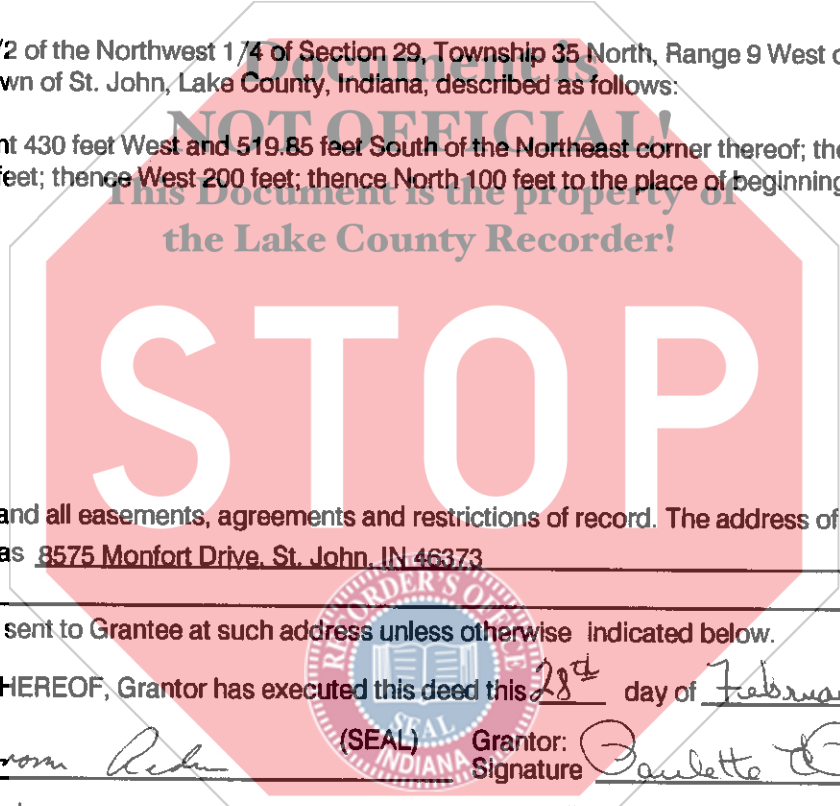 /2 of the Northwest 1/4 of Section 29, Township 35 North, Range 9 West
wn of St. John, Lake County, Indiana, described as follows:
Document is
NOT OFFICIAL!
nt 430 feet West and 519.85 feet South of the Northeast corner thereof; the
feet; thence West 200 feet; thence North 100 feet to the place of beginning
This Document is the property of
the Lake County Recorder!
STOP
and all easements, agreements and restrictions of record. The address of
as 8575 Monfort Drive, St. John, IN 46373
RECORDER'S OFFICE
SEAL
INDIANA
sent to Grantee at such address unless otherwise indicated below.
HEREOF, Grantor has executed this deed this 28th day of Februa
(SEAL) Grantor:
Signature Paulette